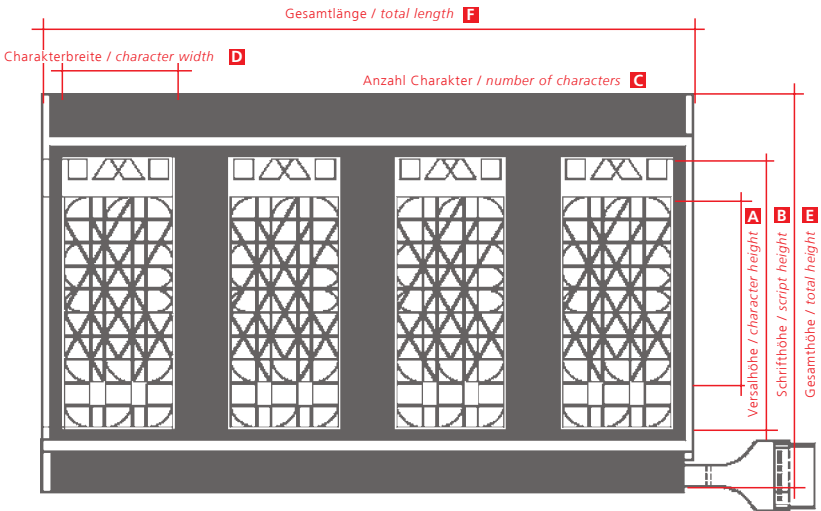 Gesamtlänge / total length F
Charakterbreite / character width D
Anzahl Charakter / number of characters C
Versalhöhe / character height A
Schrifthöhe / script height B
Gesamthöhe / total height E